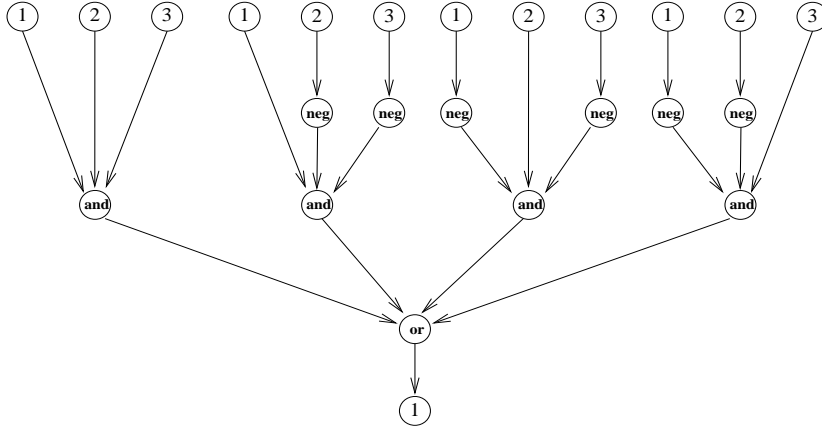 1 2 3 1 2 3 1 2 3 1 2 3
neg neg neg neg neg neg
and and and and
or
1